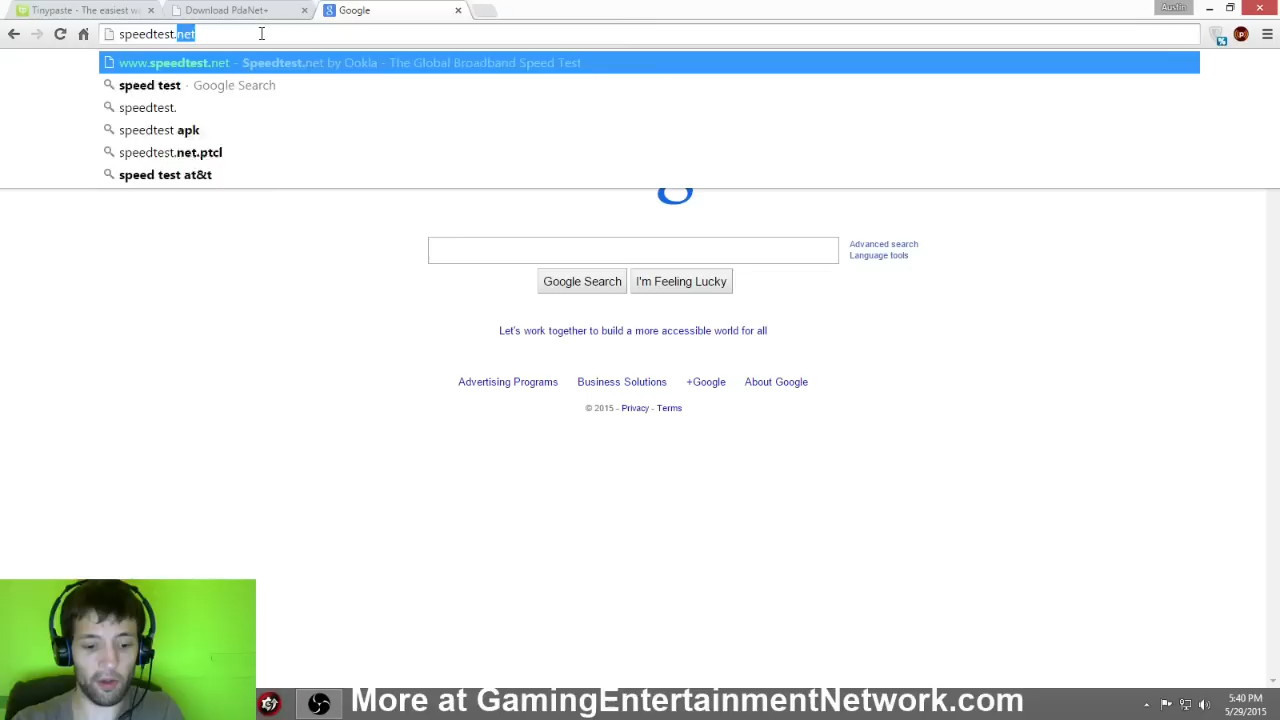 Tinypaste - The easiest wa
Download PdaNet+
Google
Austin
speedtest.net
www.speedtest.net - Speedtest.net by Ookla - The Global Broadband Speed Test
speed test - Google Search
speedtest.
speedtest apk
speedtest.net.ptcl
speed test at&t
Advanced search
Language tools
Google Search
I'm Feeling Lucky
Let's work together to build a more accessible world for all
Advertising Programs
Business Solutions
+Google
About Google
© 2015 - Privacy - Terms
More at GamingEntertainmentNetwork.com
5:40 PM
5/29/2015